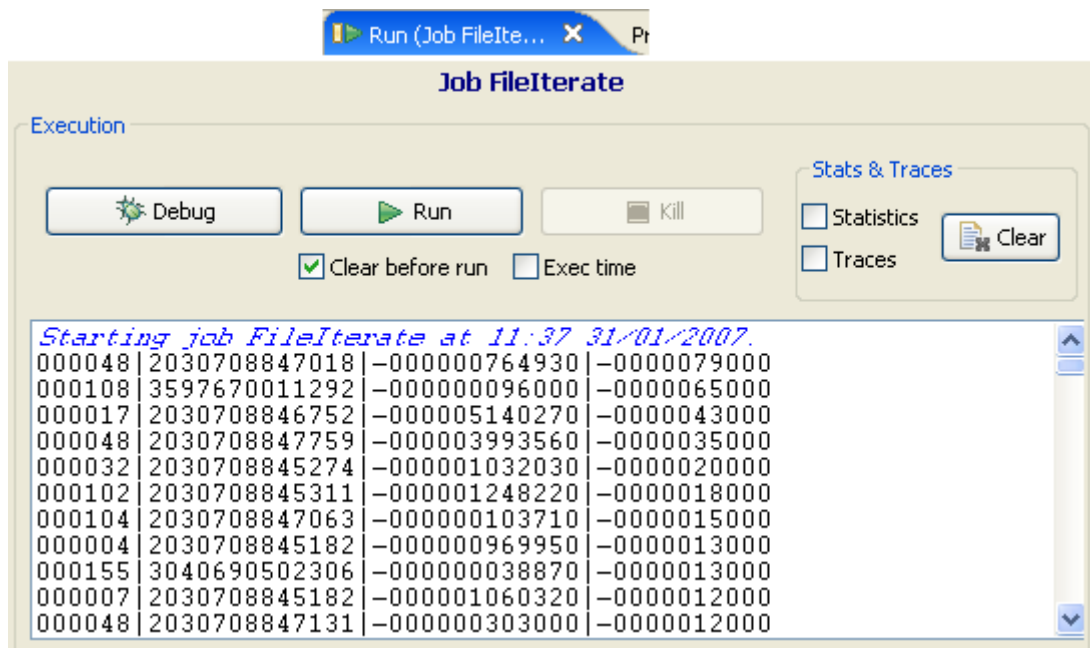 Run (Job FileIte... Pr
Job FileIterate
Execution
Stats & Traces
Debug Run Kill
Statistics
Clear
Traces
Clear before run Exec time
Starting job FileIterate at 11:37 31/01/2007.
000048|2030708847018|-000000764930|-0000079000
000108|3597670011292|-000000096000|-0000065000
000017|2030708846752|-000005140270|-0000043000
000048|2030708847759|-000003993560|-0000035000
000032|2030708845274|-000001032030|-0000020000
000102|2030708845311|-000001248220|-0000018000
000104|2030708847063|-000000103710|-0000015000
000004|2030708845182|-000000969950|-0000013000
000155|3040690502306|-000000038870|-0000013000
000007|2030708845182|-000001060320|-0000012000
000048|2030708847131|-000000303000|-0000012000